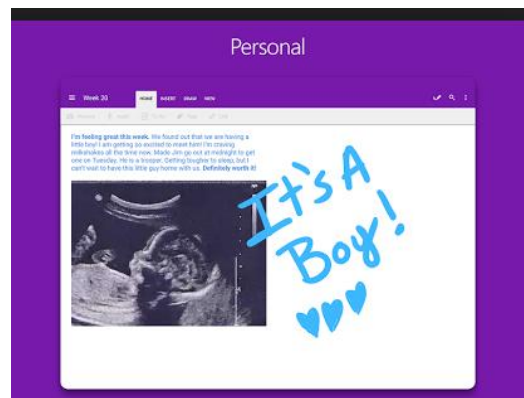 Personal
Week 20
HOME INSERT DRAW VIEW
I'm feeling great this week. We found out that we are having a
little boy! I am getting so excited to meet him! I'm craving
milkshakes all the time now. Made Jim go out at midnight to get
one on Tuesday. He is a trooper. Getting tougher to sleep, but I
can't wait to have this little guy home with us. Definitely worth it!
It's A
Boy!